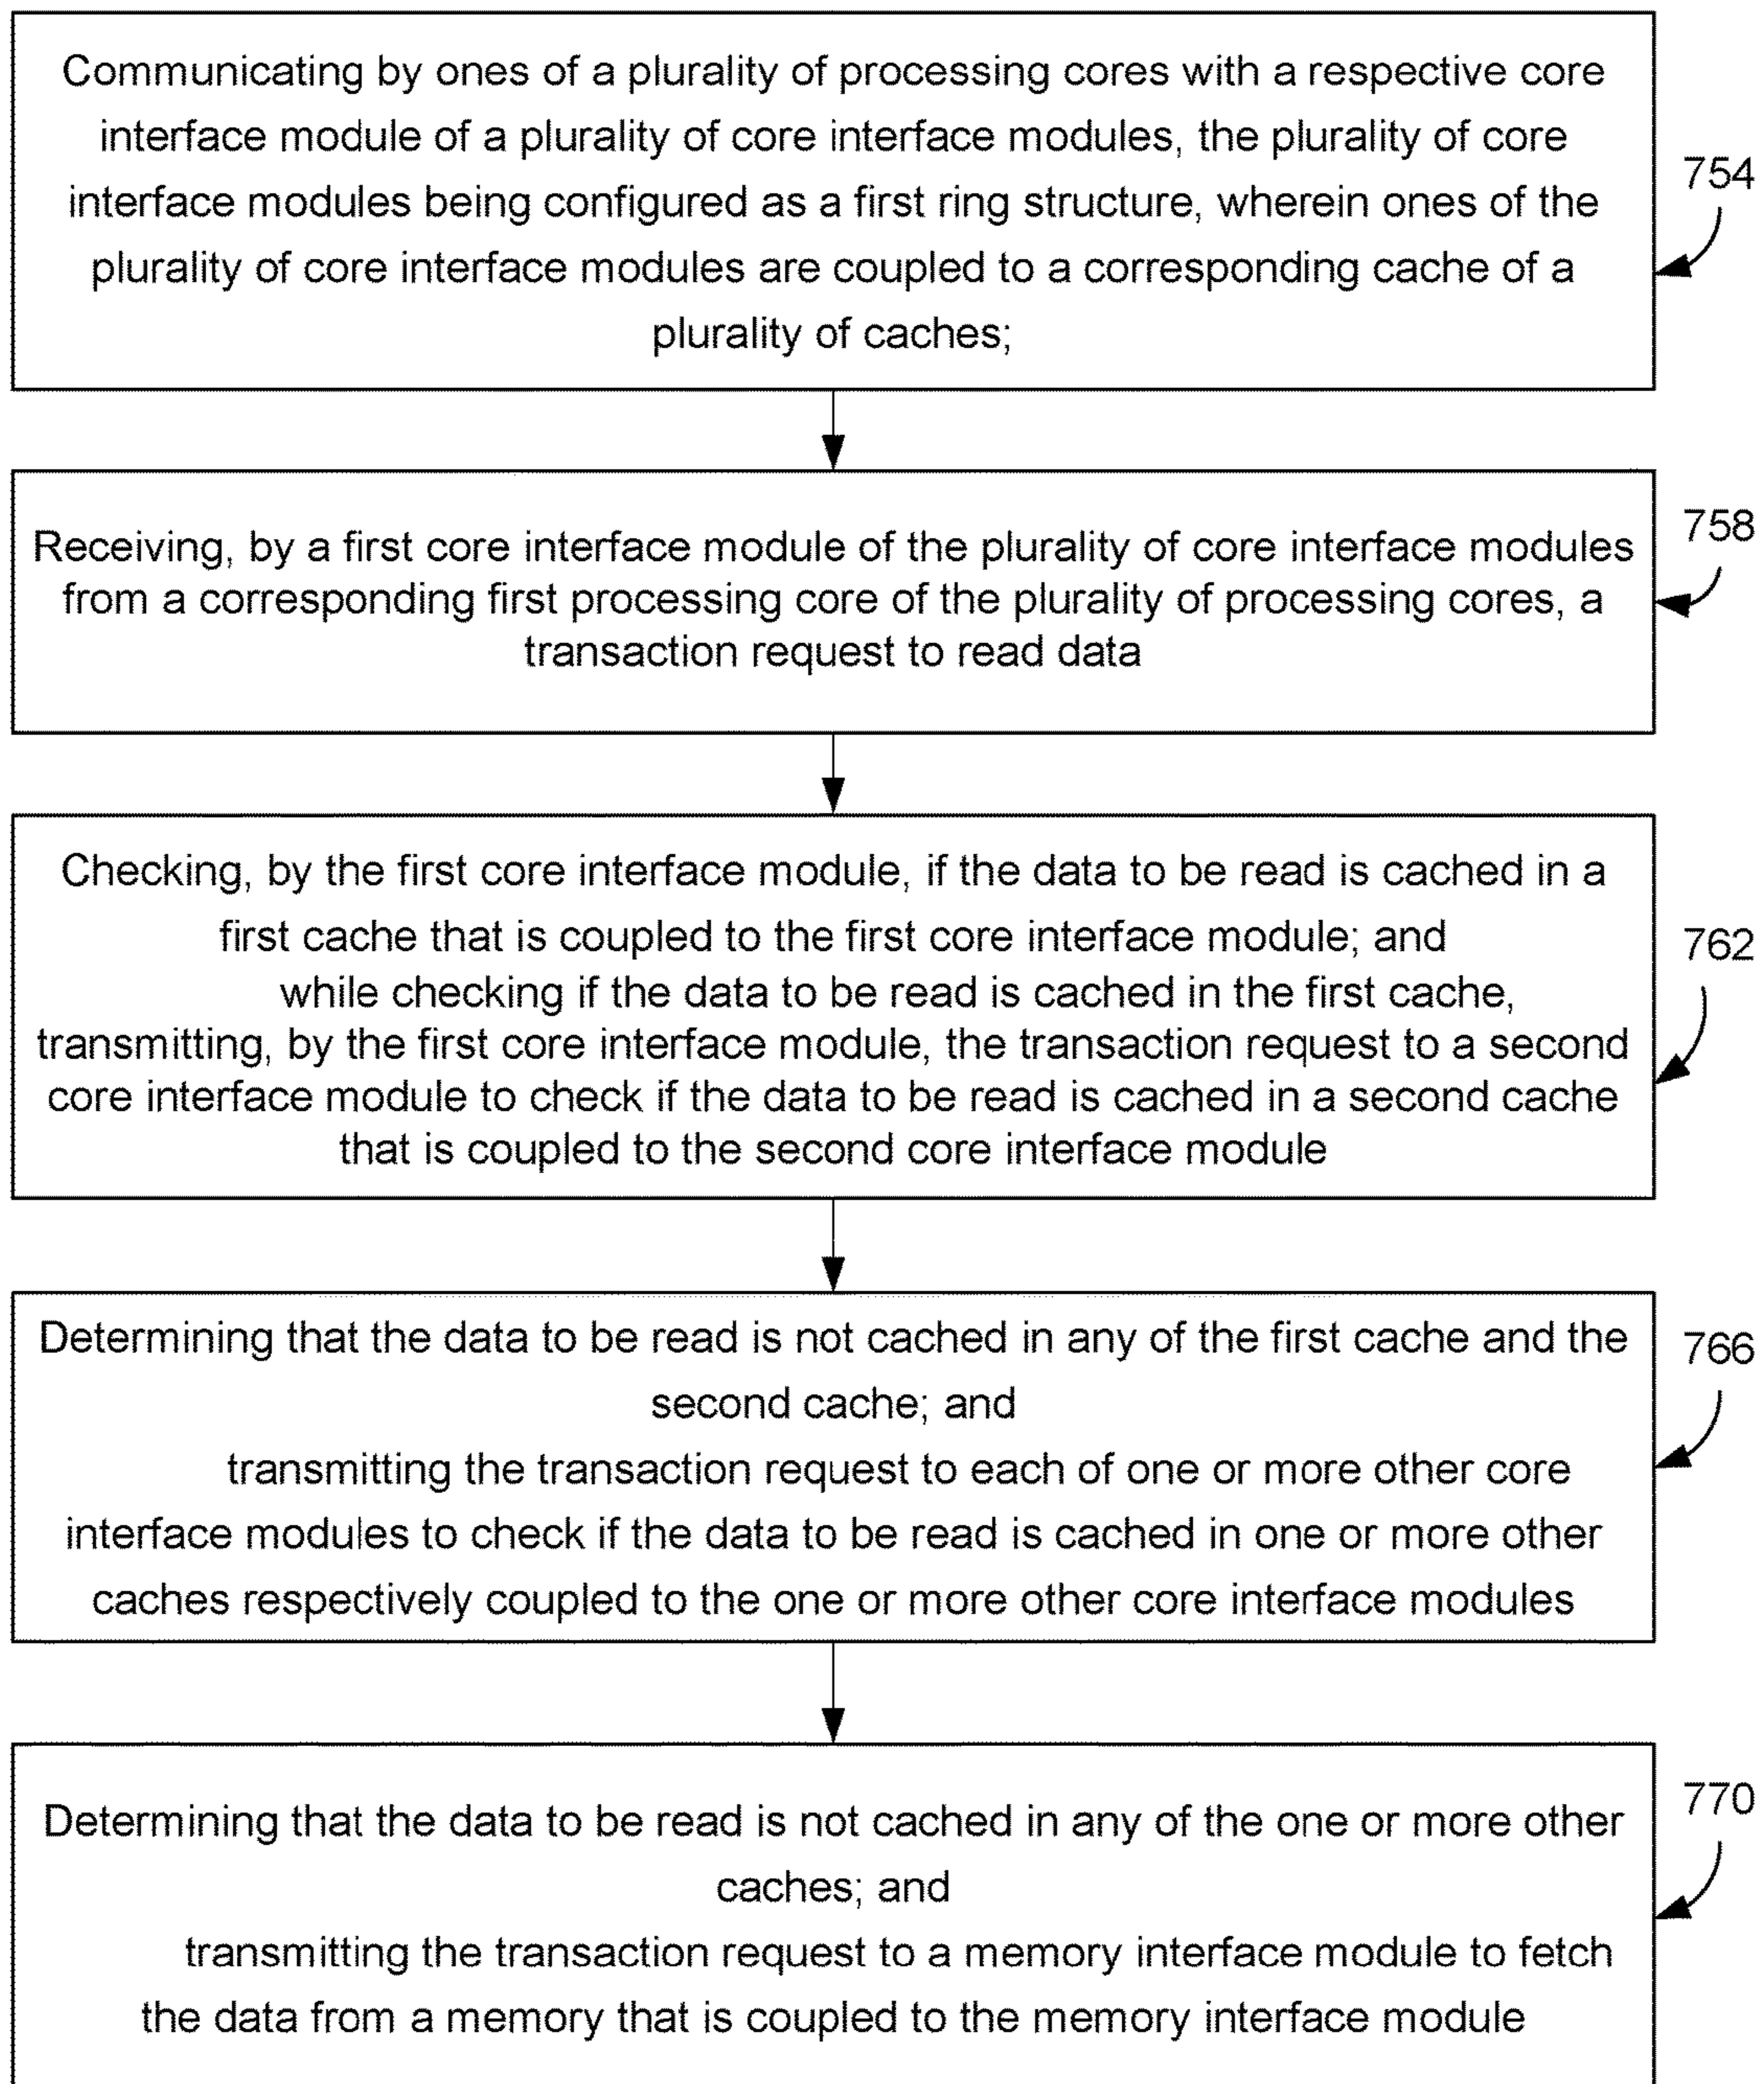 Communicating by ones of a plurality of processing cores with a respective core
interface module of a plurality of core interface modules, the plurality of core
interface modules being configured as a first ring structure, wherein ones of the
plurality of core interface modules are coupled to a corresponding cache of a
plurality of caches;
754
Receiving, by a first core interface module of the plurality of core interface modules
from a corresponding first processing core of the plurality of processing cores, a
transaction request to read data
758
Checking, by the first core interface module, if the data to be read is cached in a
first cache that is coupled to the first core interface module; and
while checking if the data to be read is cached in the first cache,
transmitting, by the first core interface module, the transaction request to a second
core interface module to check if the data to be read is cached in a second cache
that is coupled to the second core interface module
762
Determining that the data to be read is not cached in any of the first cache and the
second cache; and
transmitting the transaction request to each of one or more other core
interface modules to check if the data to be read is cached in one or more other
caches respectively coupled to the one or more other core interface modules
766
Determining that the data to be read is not cached in any of the one or more other
caches; and
transmitting the transaction request to a memory interface module to fetch
the data from a memory that is coupled to the memory interface module
770